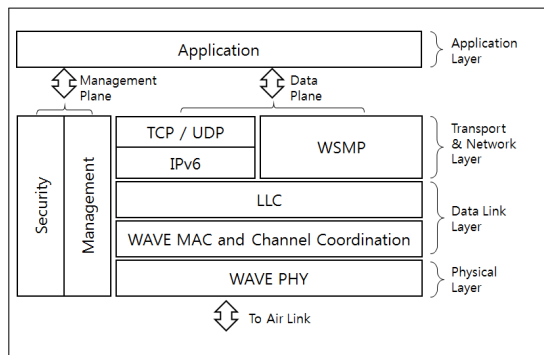 Application
Application
Layer
Management
Plane
Data
Plane
Security
Management
TCP / UDP
IPv6
WSMP
Transport
& Network
Layer
LLC
WAVE MAC and Channel Coordination
Data Link
Layer
WAVE PHY
Physical
Layer
To Air Link